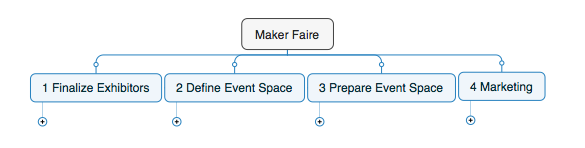 Maker Faire
1 Finalize Exhibitors
2 Define Event Space
3 Prepare Event Space
4 Marketing